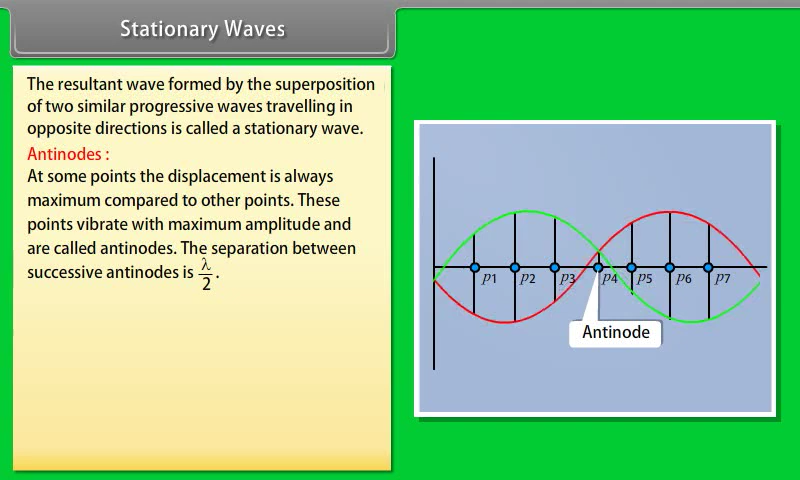 Stationary Waves
The resultant wave formed by the superposition
of two similar progressive waves travelling in
opposite directions is called a stationary wave.
Antinodes :
At some points the displacement is always
maximum compared to other points. These
points vibrate with maximum amplitude and
are called antinodes. The separation between
successive antinodes is λ/2.
p1 p2 p3 p4 p5 p6 p7
Antinode